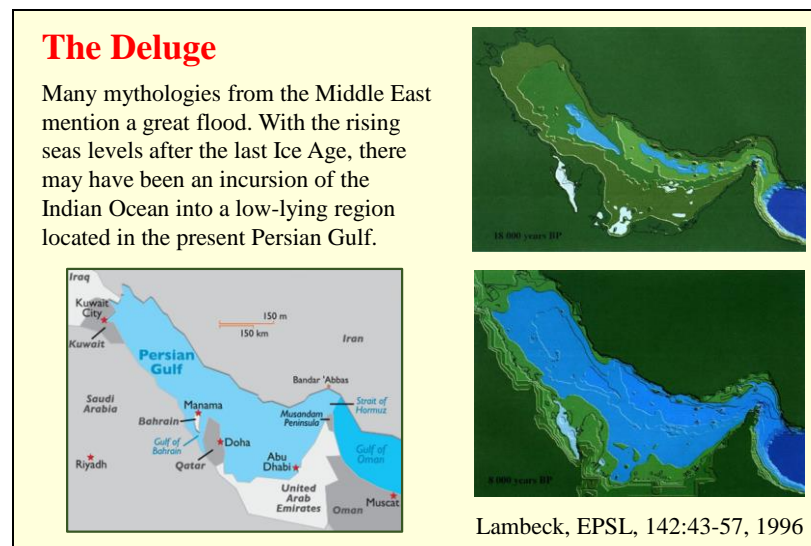 The Deluge
Many mythologies from the Middle East
mention a great flood. With the rising
seas levels after the last Ice Age, there
may have been an incursion of the
Indian Ocean into a low-lying region
located in the present Persian Gulf.
18 000 years BP
Iraq
Kuwait
City
Kuwait
150 m
150 km
Iran
Persian
Gulf
Bandar 'Abbas
Saudi
Arabia
Manama
Strait of
Hormuz
Musandam
Peninsula
Bahrain
Gulf of
Bahrain
Doha
Gulf of
Oman
Riyadh
Qatar
Abu
Dhabi
United
Arab
Emirates
Oman
Muscat
8 000 years BP
Lambeck, EPSL, 142:43-57, 1996